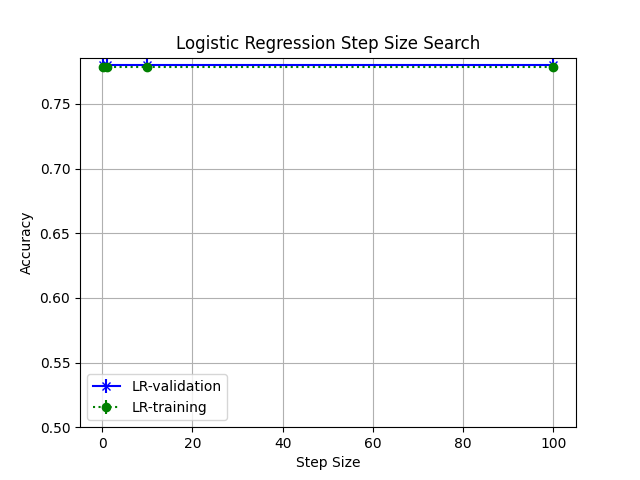 Logistic Regression Step Size Search
Accuracy
0.75
0.70
0.65
0.60
0.55
0.50
LR-validation
LR-training
0 20 40 60 80 100
Step Size